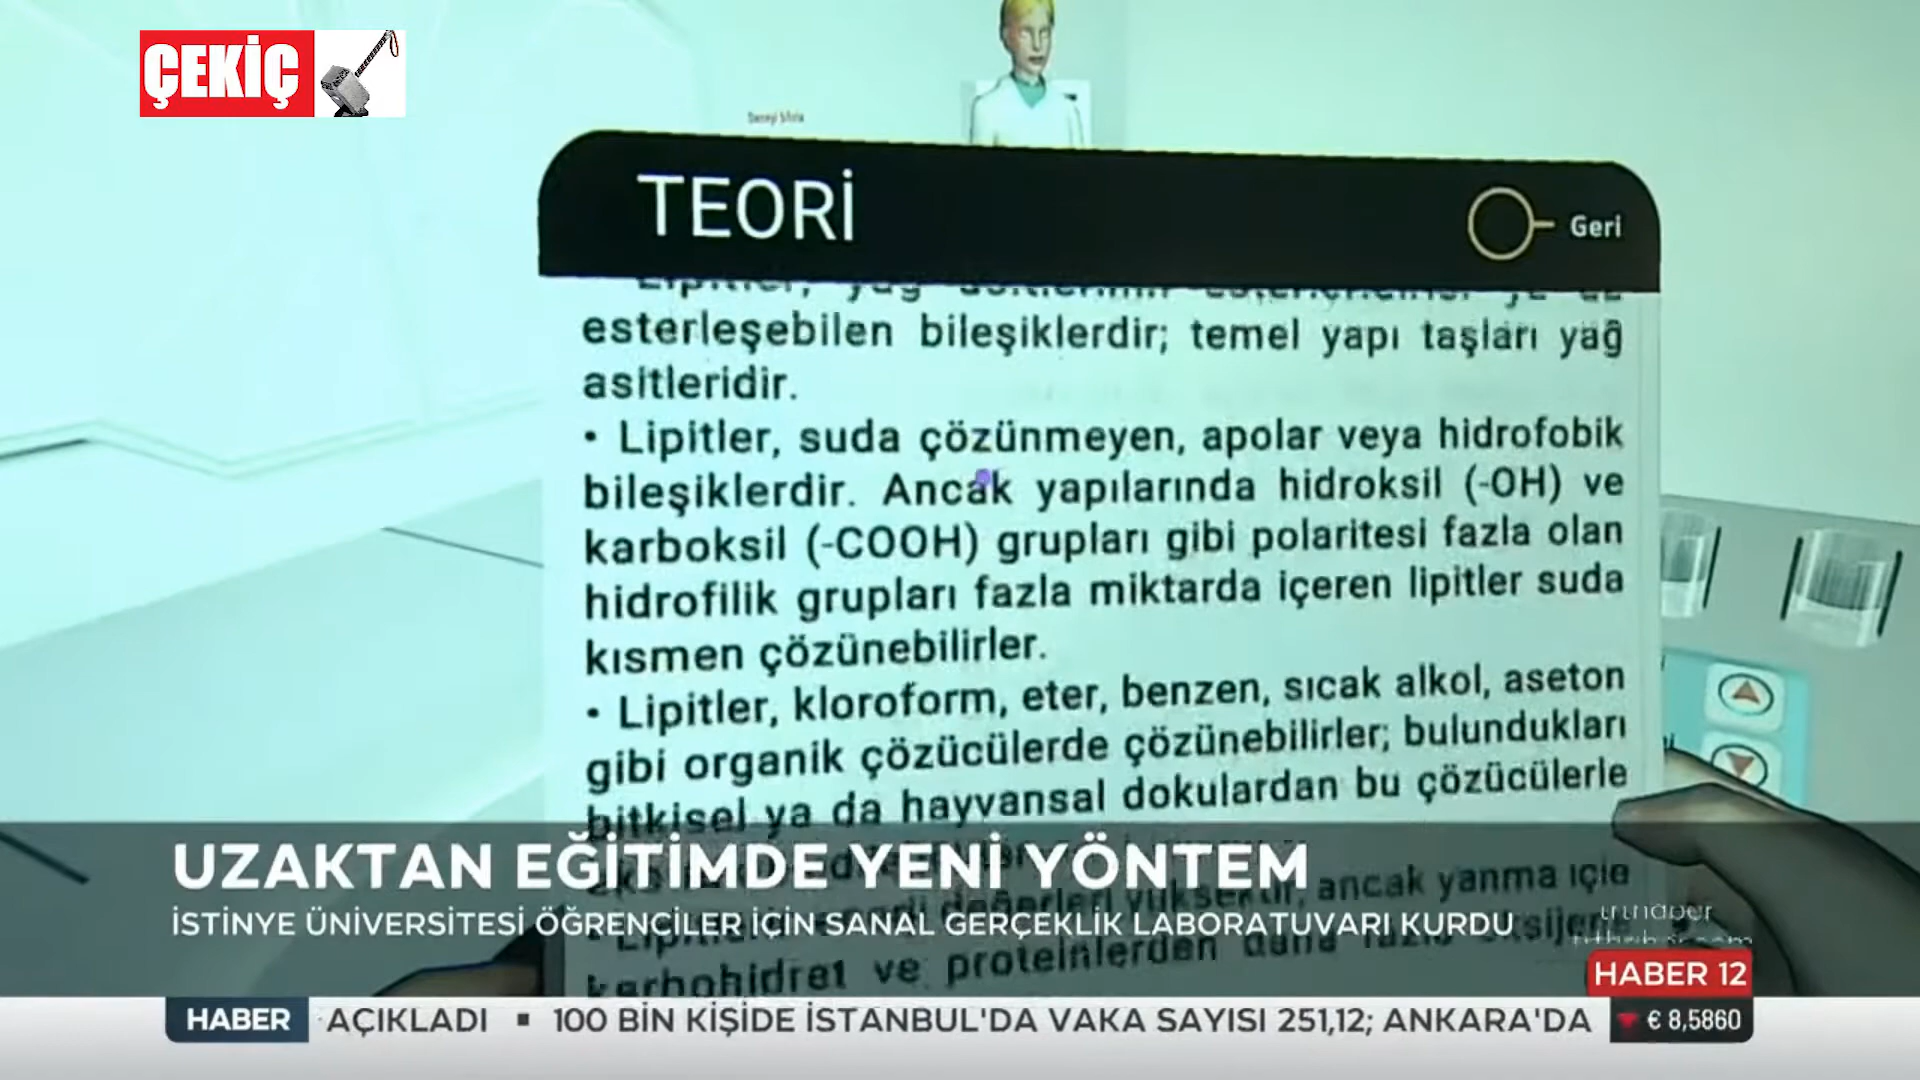 ÇEKİÇ
TEORİ
Geri
esterleşebilen bileşiklerdir; temel yapı taşları yağ
asitleridir.
• Lipitler, suda çözünmeyen, apolar veya hidrofobik
bileşiklerdir. Ancak yapılarında hidroksil (-OH) ve
karboksil (-COOH) grupları gibi polaritesi fazla olan
hidrofilik grupları fazla miktarda içeren lipitler suda
kısmen çözünebilirler.
• Lipitler, kloroform, eter, benzen, sıcak alkol, aseton
gibi organik çözücülerde çözünebilirler; bulundukları
bitkisel ya da hayvansal dokulardan bu çözücülerle
UZAKTAN EĞİTİMDE YENİ YÖNTEM
değerleri yüksektir, ancak yanma için
İSTİNYE ÜNİVERSİTESİ ÖĞRENCİLER İÇİN SANAL GERÇEKLİK LABORATUVARI KURDU
karbohidrat ve proteinlerden daha fazla
HABER 12
HABER AÇIKLADI ▪ 100 BİN KİŞİDE İSTANBUL'DA VAKA SAYISI 251,12; ANKARA'DA
€ 8,5860